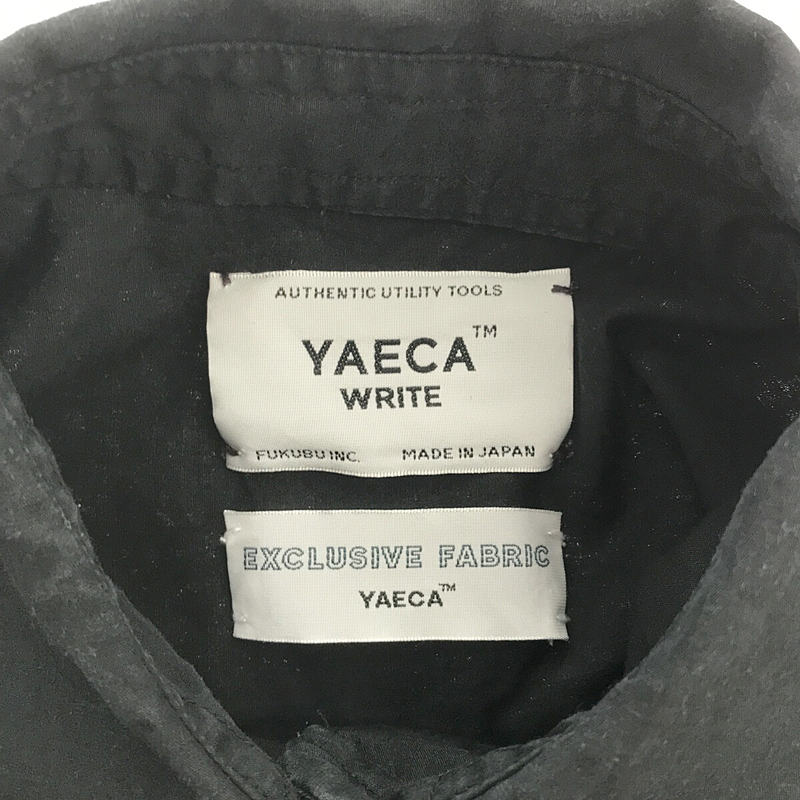 AUTHENTIC UTILITY TOOLS
YAECA™
WRITE
FUKUBU INC. MADE IN JAPAN
EXCLUSIVE FABRIC
YAECA™